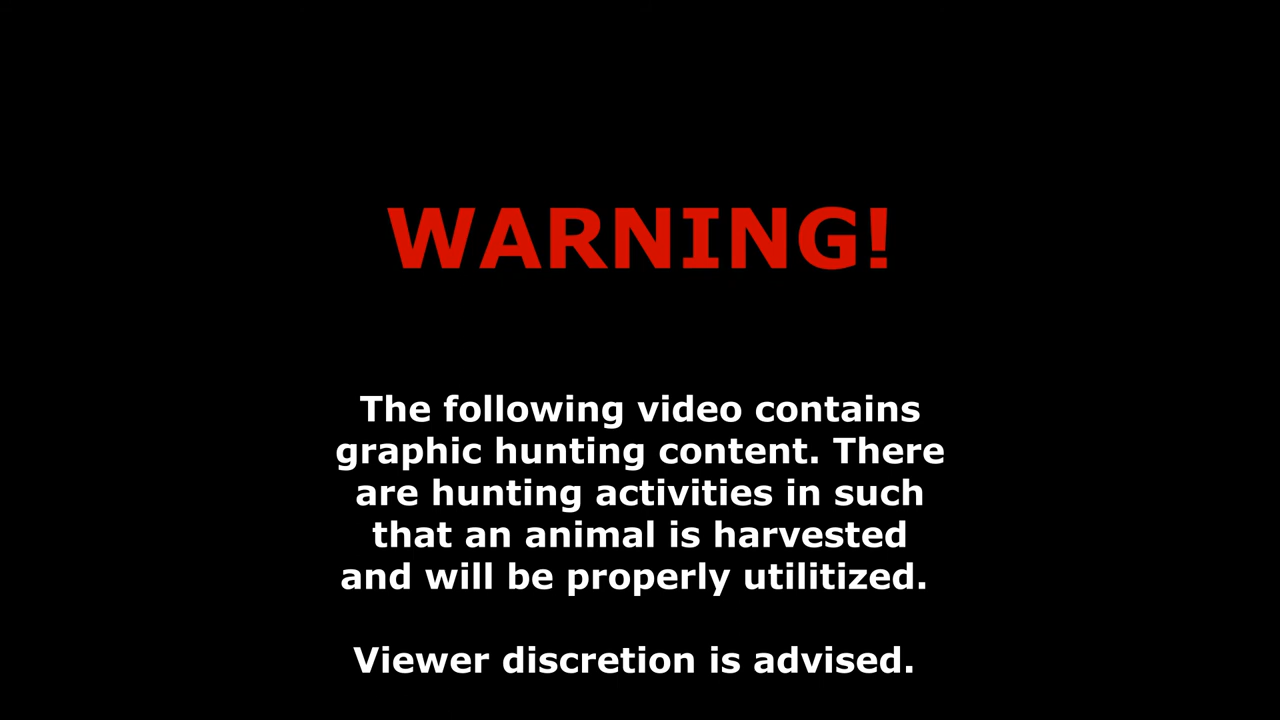 WARNING!
The following video contains
graphic hunting content. There
are hunting activities in such
that an animal is harvested
and will be properly utilitized.
Viewer discretion is advised.